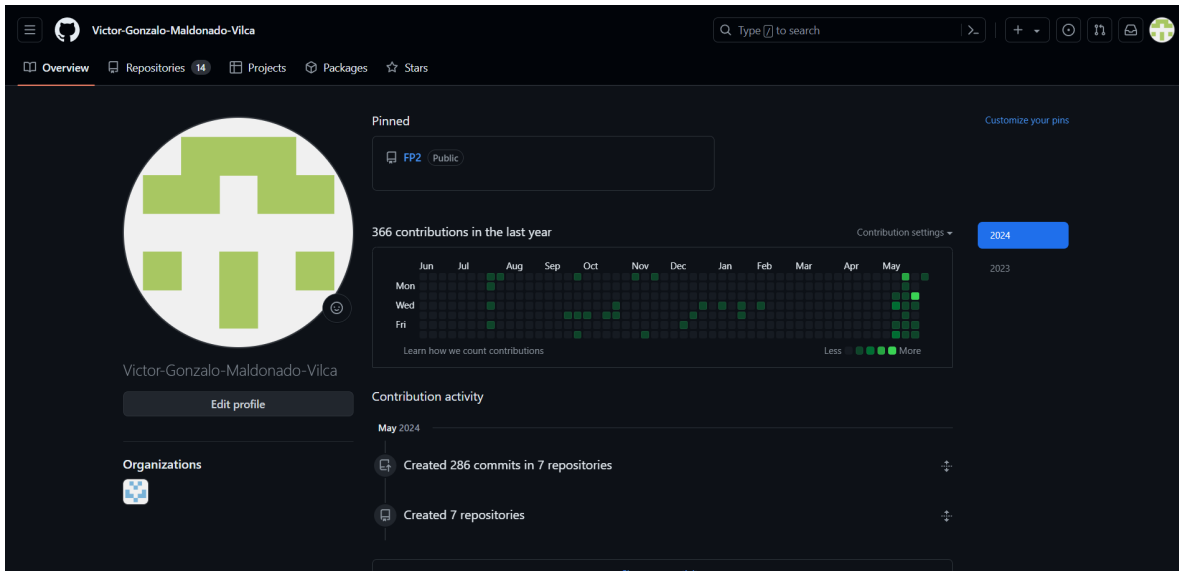 Victor-Gonzalo-Maldonado-Vilca
Type / to search
Overview Repositories 14 Projects Packages Stars
Pinned
Customize your pins
FP2 Public
366 contributions in the last year
Contribution settings
2024
2023
Jun Jul Aug Sep Oct Nov Dec Jan Feb Mar Apr May
Mon
Wed
Fri
Learn how we count contributions
Less More
Victor-Gonzalo-Maldonado-Vilca
Edit profile
Organizations
Contribution activity
May 2024
Created 286 commits in 7 repositories
Created 7 repositories